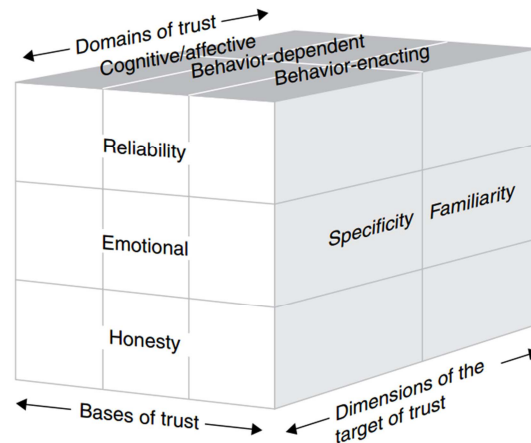 Domains of trust
Cognitive/affective
Behavior-dependent
Behavior-enacting
Reliability
Emotional
Honesty
Specificity
Familiarity
Bases of trust
Dimensions of the
target of trust